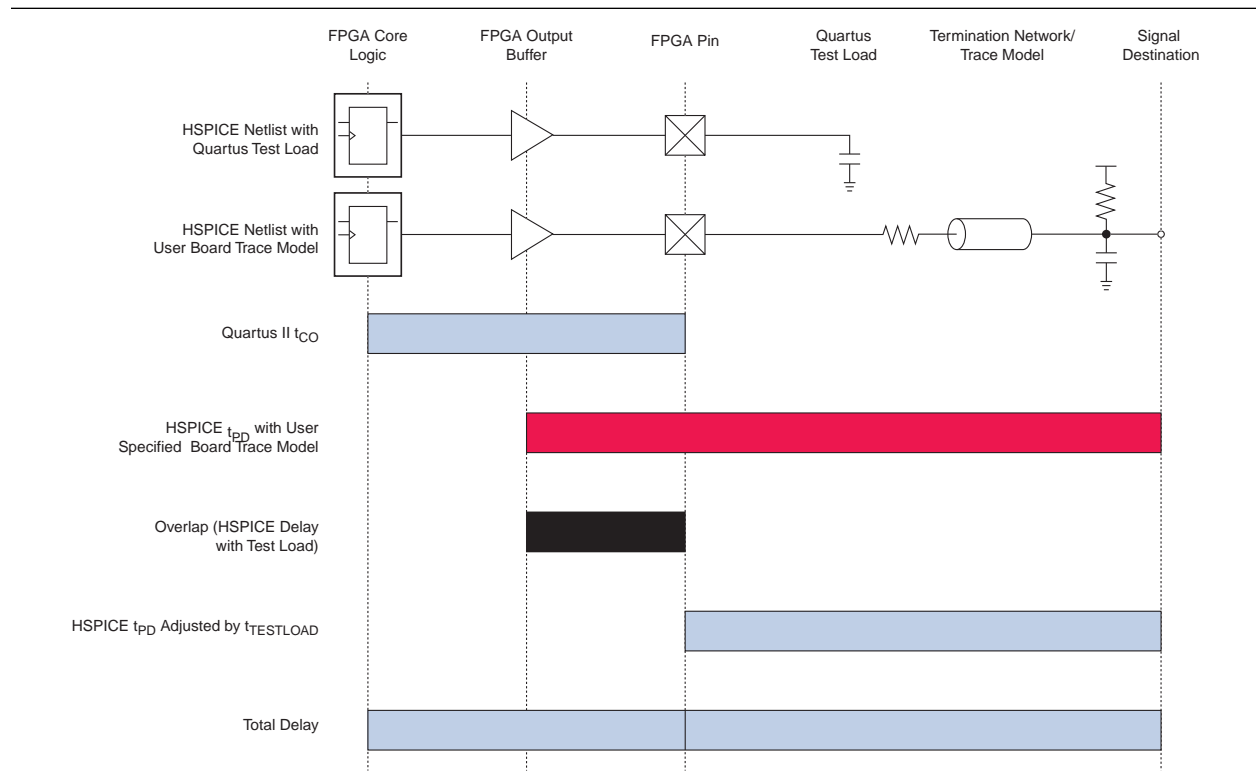 FPGA Core
Logic
FPGA Output
Buffer
FPGA Pin
Quartus
Test Load
Termination Network/
Trace Model
Signal
Destination
HSPICE Netlist with
Quartus Test Load
HSPICE Netlist with
User Board Trace Model
Quartus II tCO
HSPICE tPD with User
Specified Board Trace Model
Overlap (HSPICE Delay
with Test Load)
HSPICE tPD Adjusted by tTESTLOAD
Total Delay